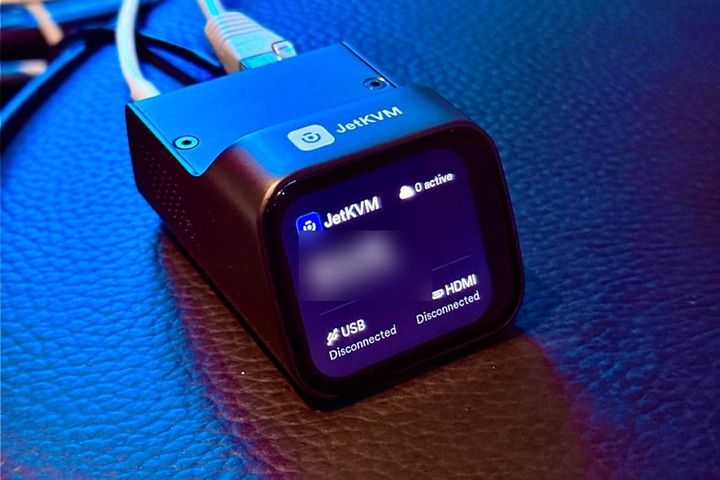 JetKVM
JetKVM
0 active
USB
Disconnected
HDMI
Disconnected